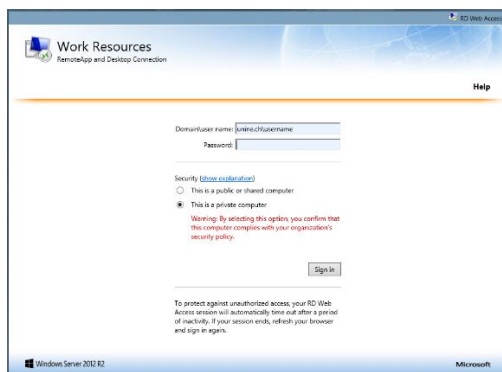 RD Web Access
Work Resources
RemoteApp and Desktop Connection
Help
Domain\user name: unine.ch\username
Password:
Security (show explanation)
This is a public or shared computer
This is a private computer
Warning: By selecting this option, you confirm that
this computer complies with your organization's
security policy.
Sign in
To protect against unauthorized access, your RD Web
Access session will automatically time out after a period
of inactivity. If your session ends, refresh your browser
and sign in again.
Windows Server 2012 R2
Microsoft